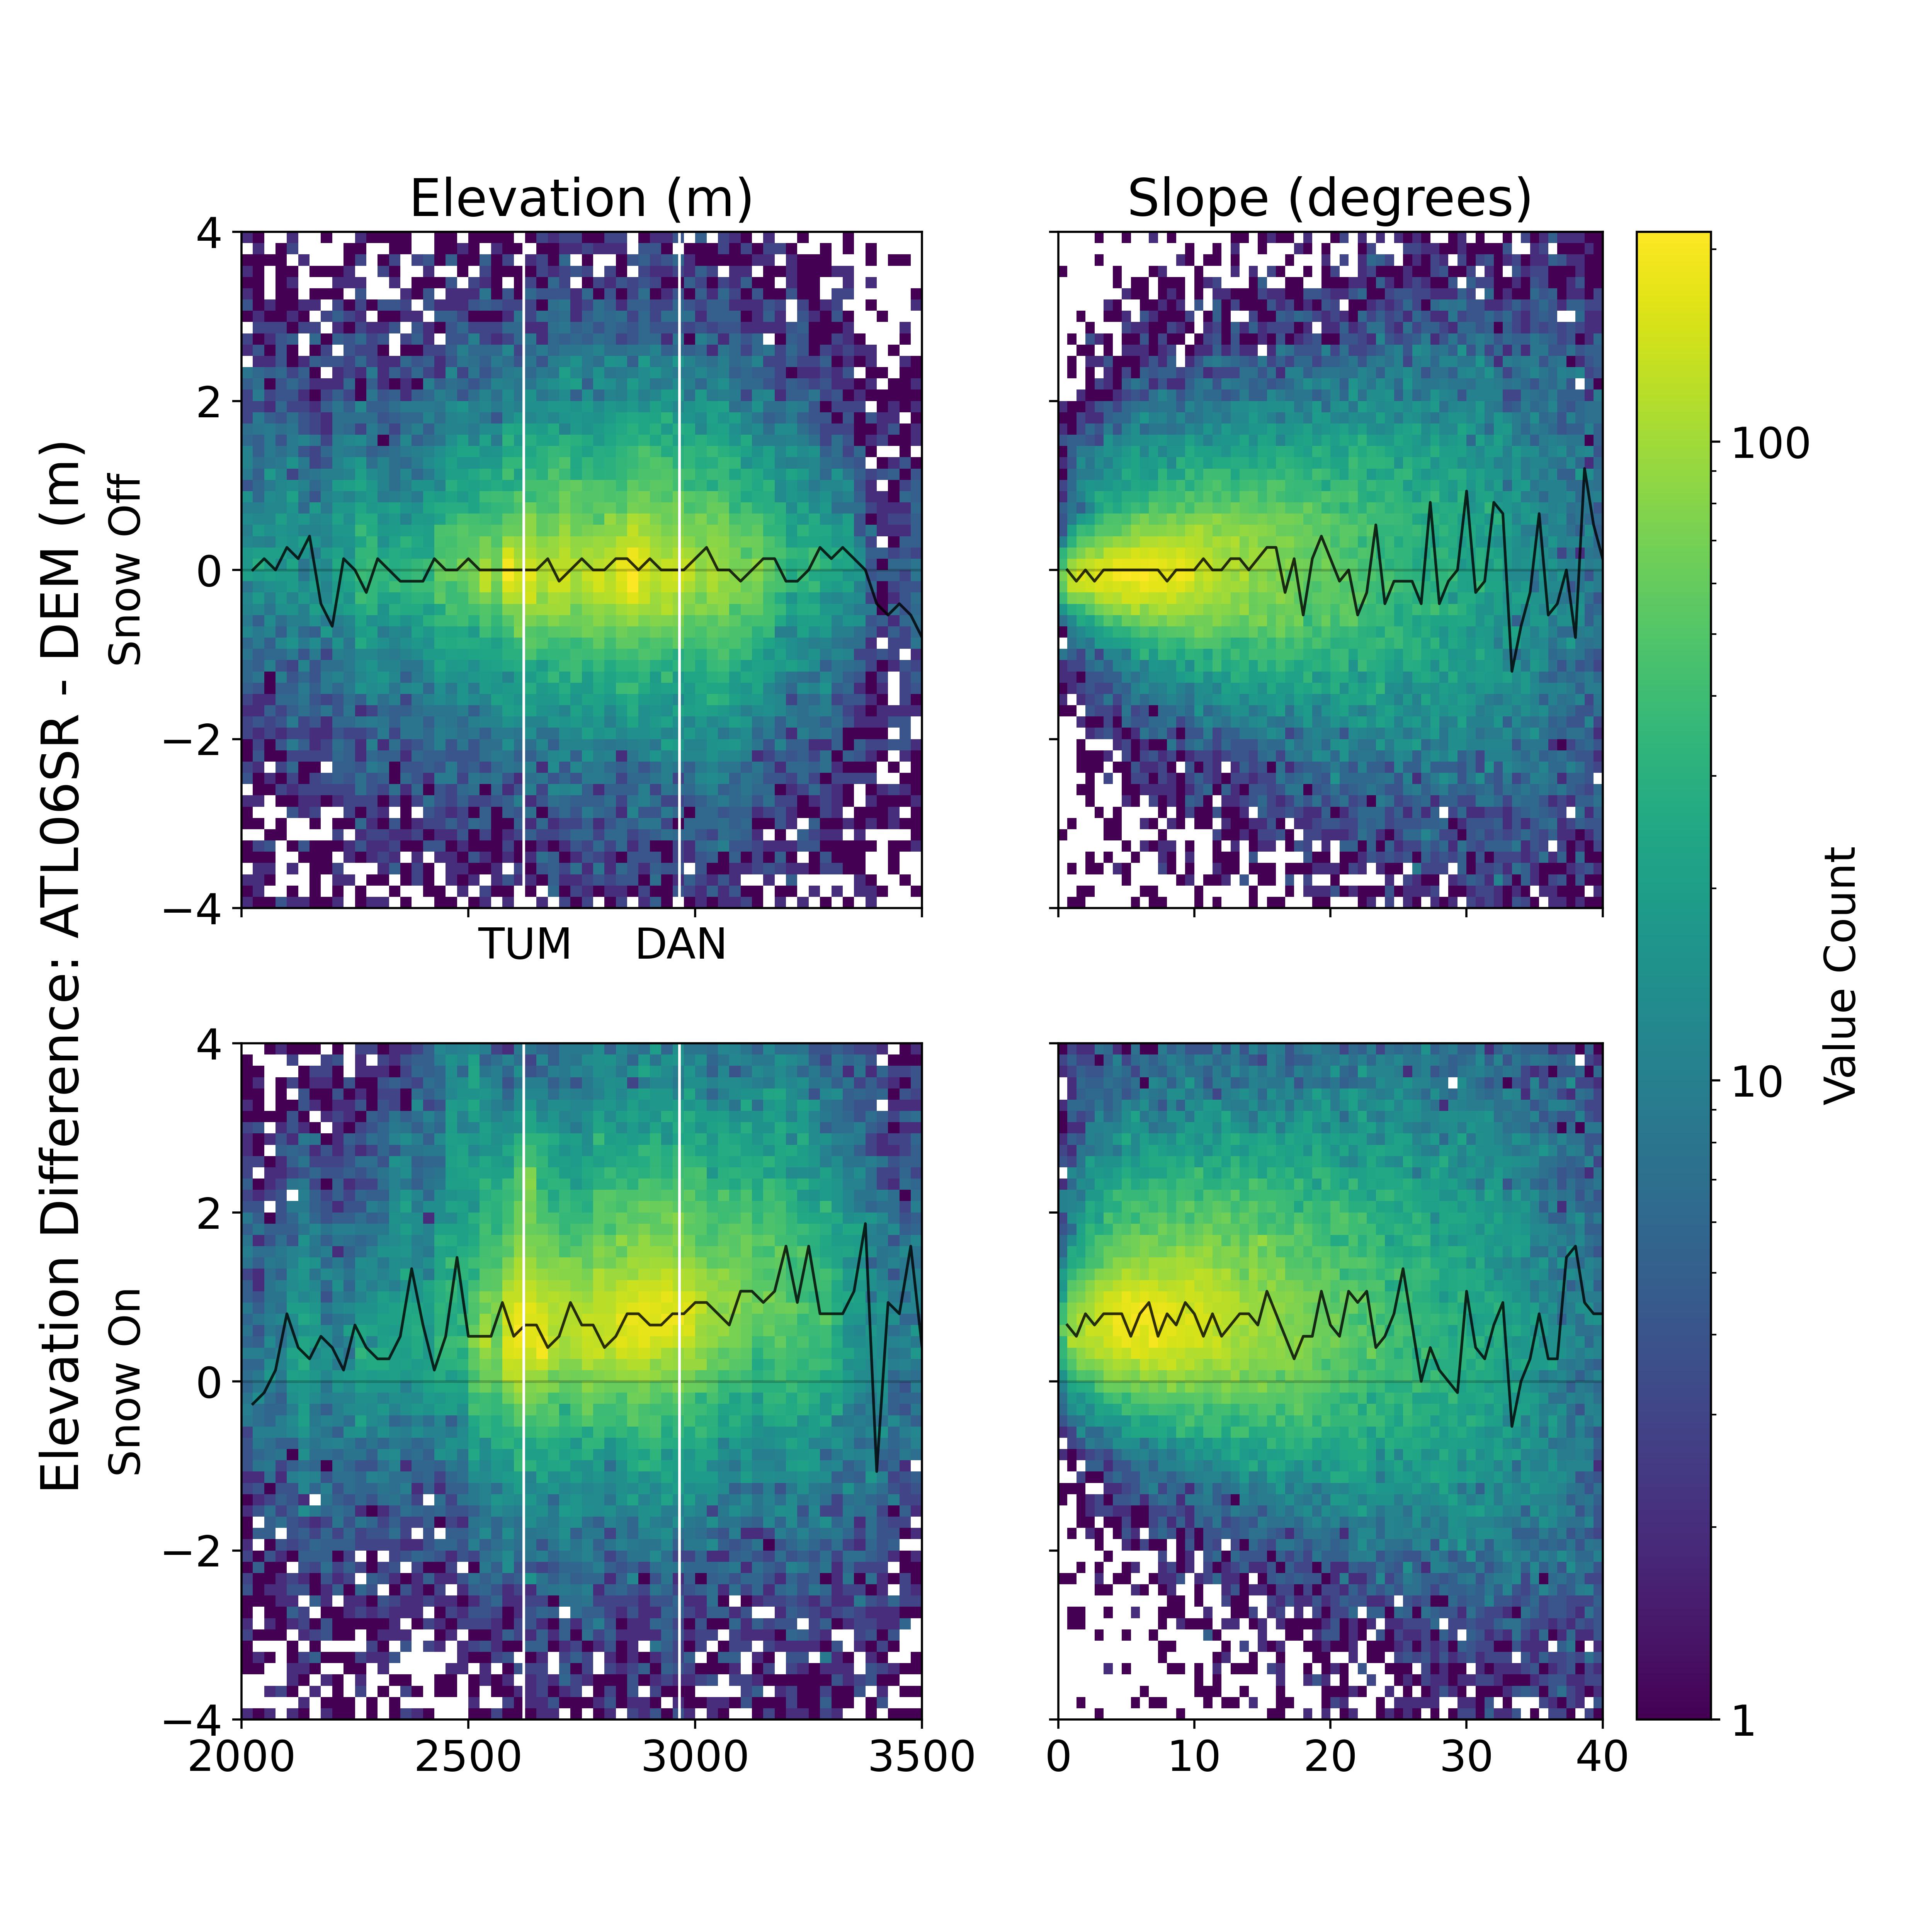 Elevation (m)
Slope (degrees)
Elevation Difference: ATL06SR - DEM (m)
Snow Off
4
2
0
−2
−4
TUM
DAN
Snow On
4
2
0
−2
−4
2000
2500
3000
3500
0
10
20
30
40
100
10
1
Value Count